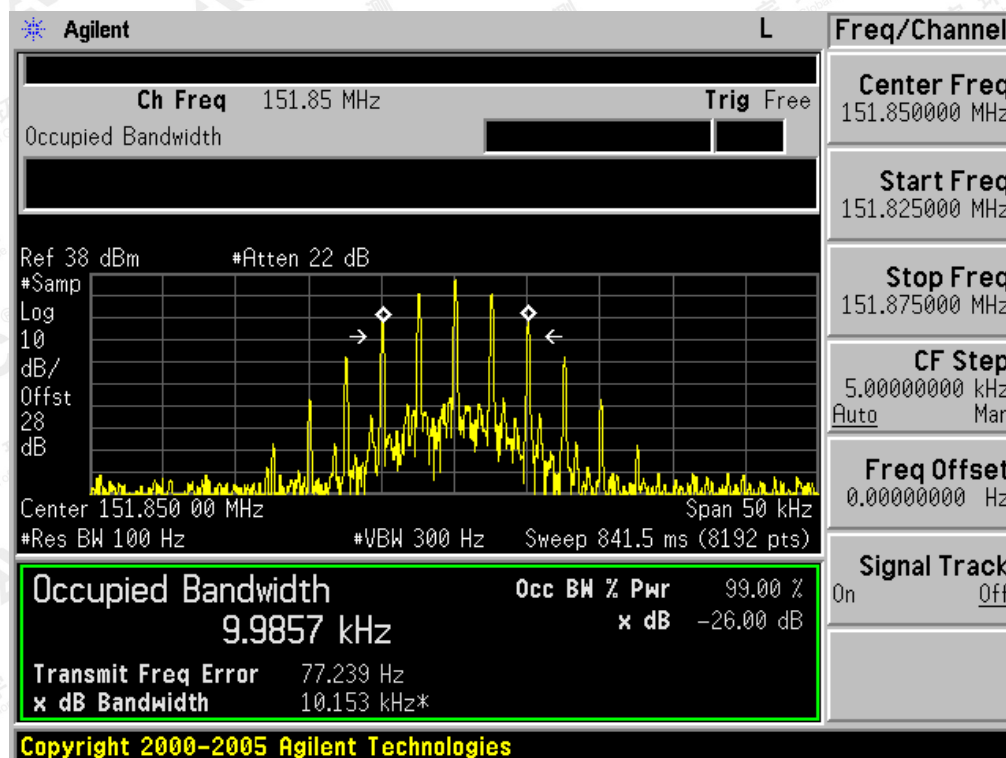 Agilent L Freq/Channel
Ch Freq 151.85 MHz Trig Free
Occupied Bandwidth
Center Freq
151.850000 MHz
Start Freq
151.825000 MHz
Stop Freq
151.875000 MHz
CF Step
5.00000000 kHz
Auto Man
Freq Offset
0.00000000 Hz
Signal Track
On Off
Ref 38 dBm #Atten 22 dB
#Samp
Log
10
dB/
Offst
28
dB
Center 151.850 00 MHz Span 50 kHz
#Res BW 100 Hz #VBW 300 Hz Sweep 841.5 ms (8192 pts)
Occupied Bandwidth Occ BW % Pwr 99.00 %
9.9857 kHz x dB -26.00 dB
Transmit Freq Error 77.239 Hz
x dB Bandwidth 10.153 kHz*
Copyright 2000-2005 Agilent Technologies